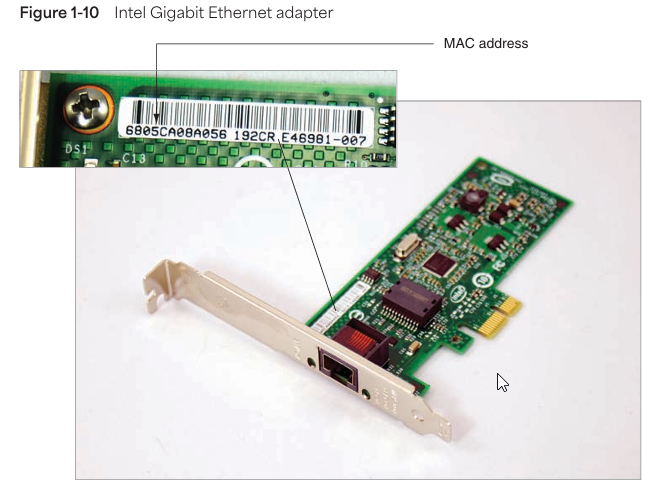 Figure 1-10 Intel Gigabit Ethernet adapter
MAC address
6805CA08A056 192CR E46981-007
DS1
C13